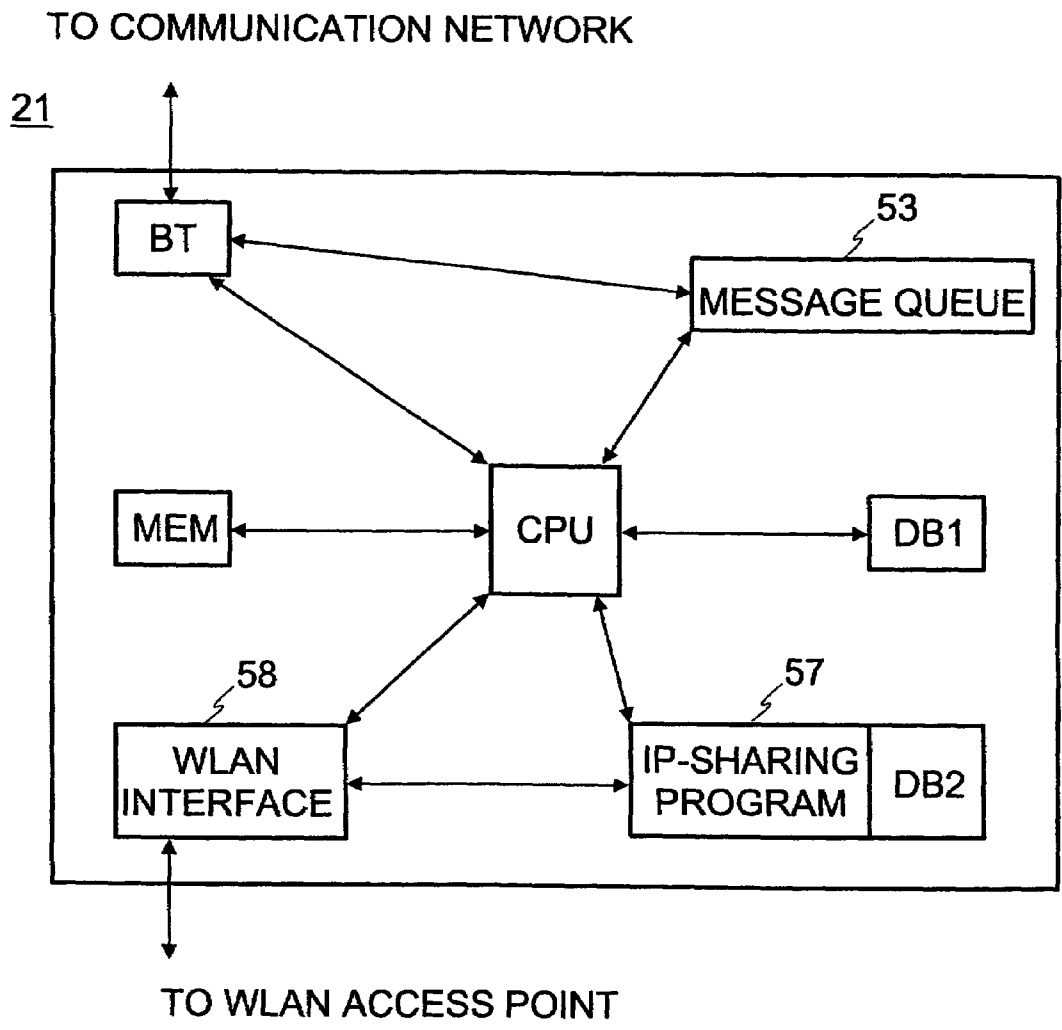 TO COMMUNICATION NETWORK
21
BT
53
MESSAGE QUEUE
MEM
CPU
DB1
58
WLAN
INTERFACE
57
IP-SHARING
PROGRAM
DB2
TO WLAN ACCESS POINT